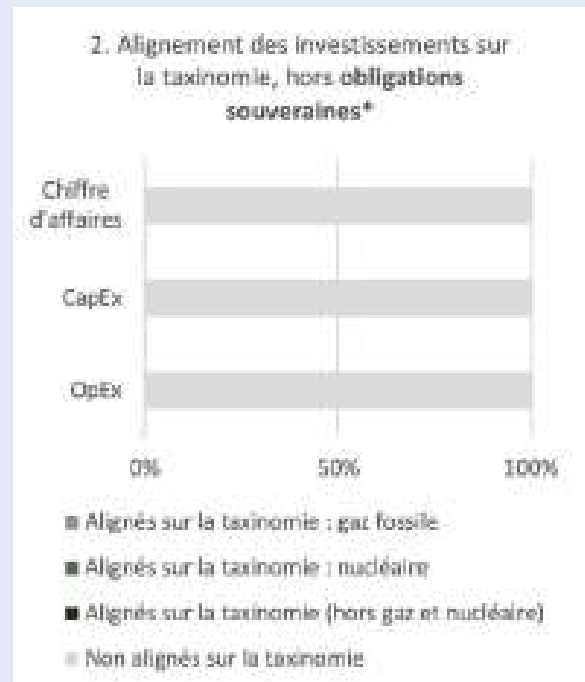 2. Alignement des investissements sur
la taxinomie, hors obligations
souveraines*
Chiffre
d'affaires
CapEx
OpEx
0% 50% 100%
Alignés sur la taxinomie : gaz fossile
Alignés sur la taxinomie : nucléaire
Alignés sur la taxinomie (hors gaz et nucléaire)
Non alignés sur la taxinomie